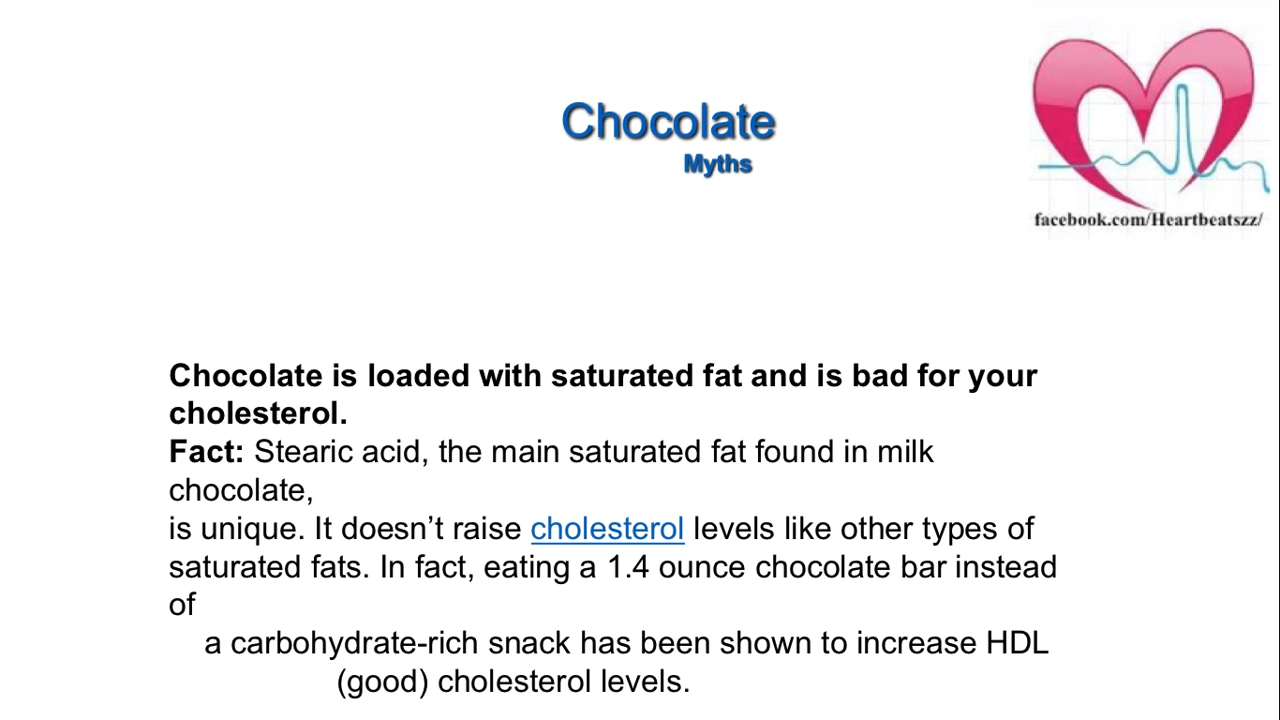 Chocolate
Myths
facebook.com/Heartbeatszz/
Chocolate is loaded with saturated fat and is bad for your
cholesterol.
Fact: Stearic acid, the main saturated fat found in milk
chocolate,
is unique. It doesn’t raise cholesterol levels like other types of
saturated fats. In fact, eating a 1.4 ounce chocolate bar instead
of
a carbohydrate-rich snack has been shown to increase HDL
(good) cholesterol levels.